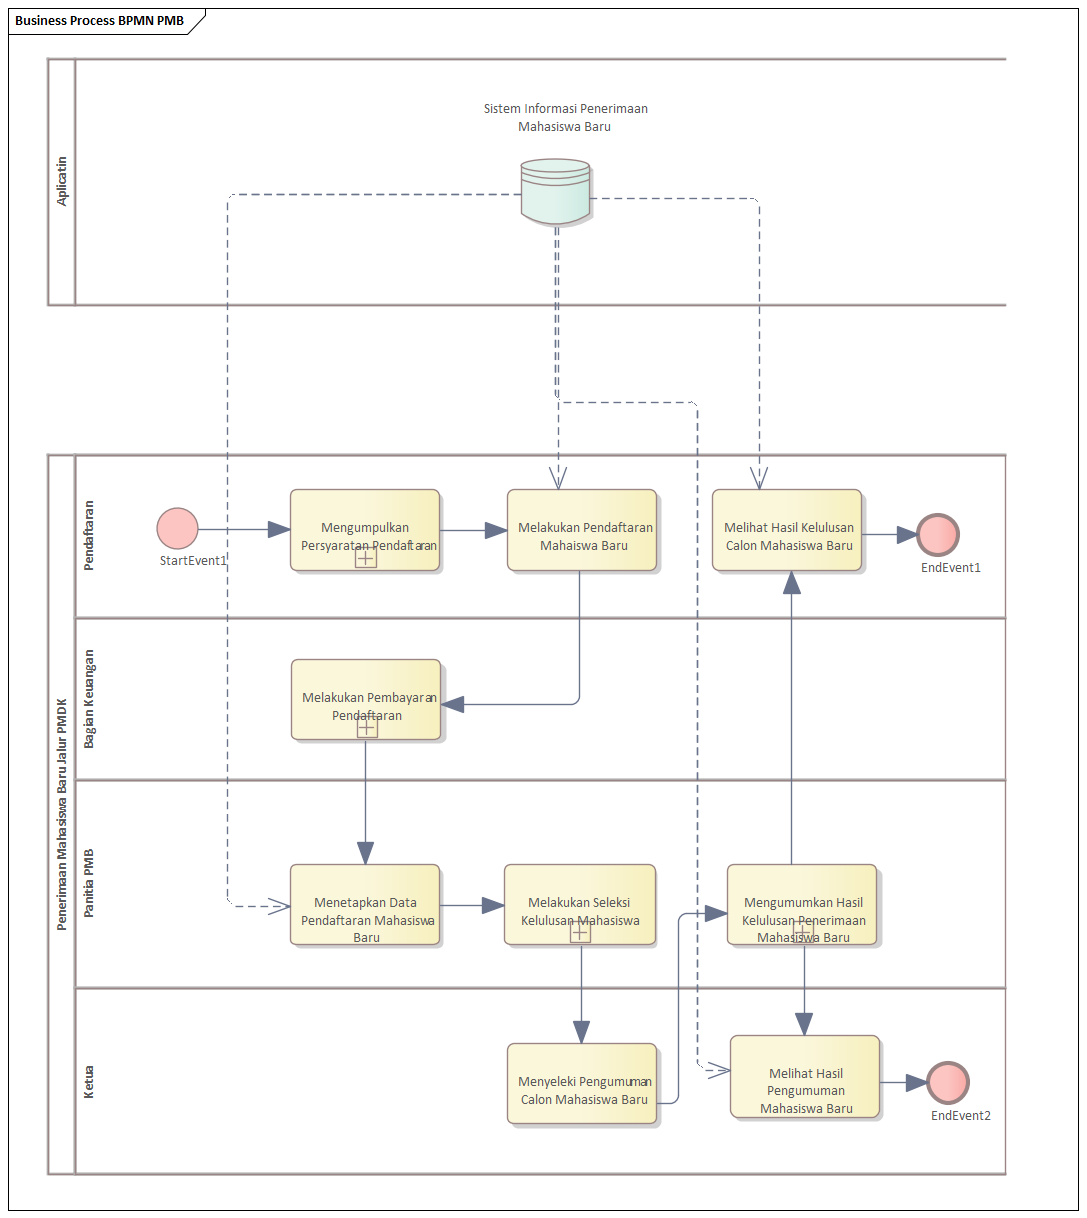 Business Process BPMN PMB
Aplicatin
Sistem Informasi Penerimaan
Mahasiswa Baru
Penerimaan Mahasiswa Baru Jalur PMDK
Pendaftaran
StartEvent1
Mengumpulkan
Persyaratan Pendaftaran
Melakukan Pendaftaran
Mahaiswa Baru
Melihat Hasil Kelulusan
Calon Mahasiswa Baru
EndEvent1
Bagian Keuangan
Melakukan Pembayaran
Pendaftaran
Panitia PMB
Menetapkan Data
Pendaftaran Mahasiswa
Baru
Melakukan Seleksi
Kelulusan Mahasiswa
Mengumumkan Hasil
Kelulusan Penerimaan
Mahasiswa Baru
Ketua
Menyeleki Pengumuman
Calon Mahasiswa Baru
Melihat Hasil
Pengumuman
Mahasiswa Baru
EndEvent2